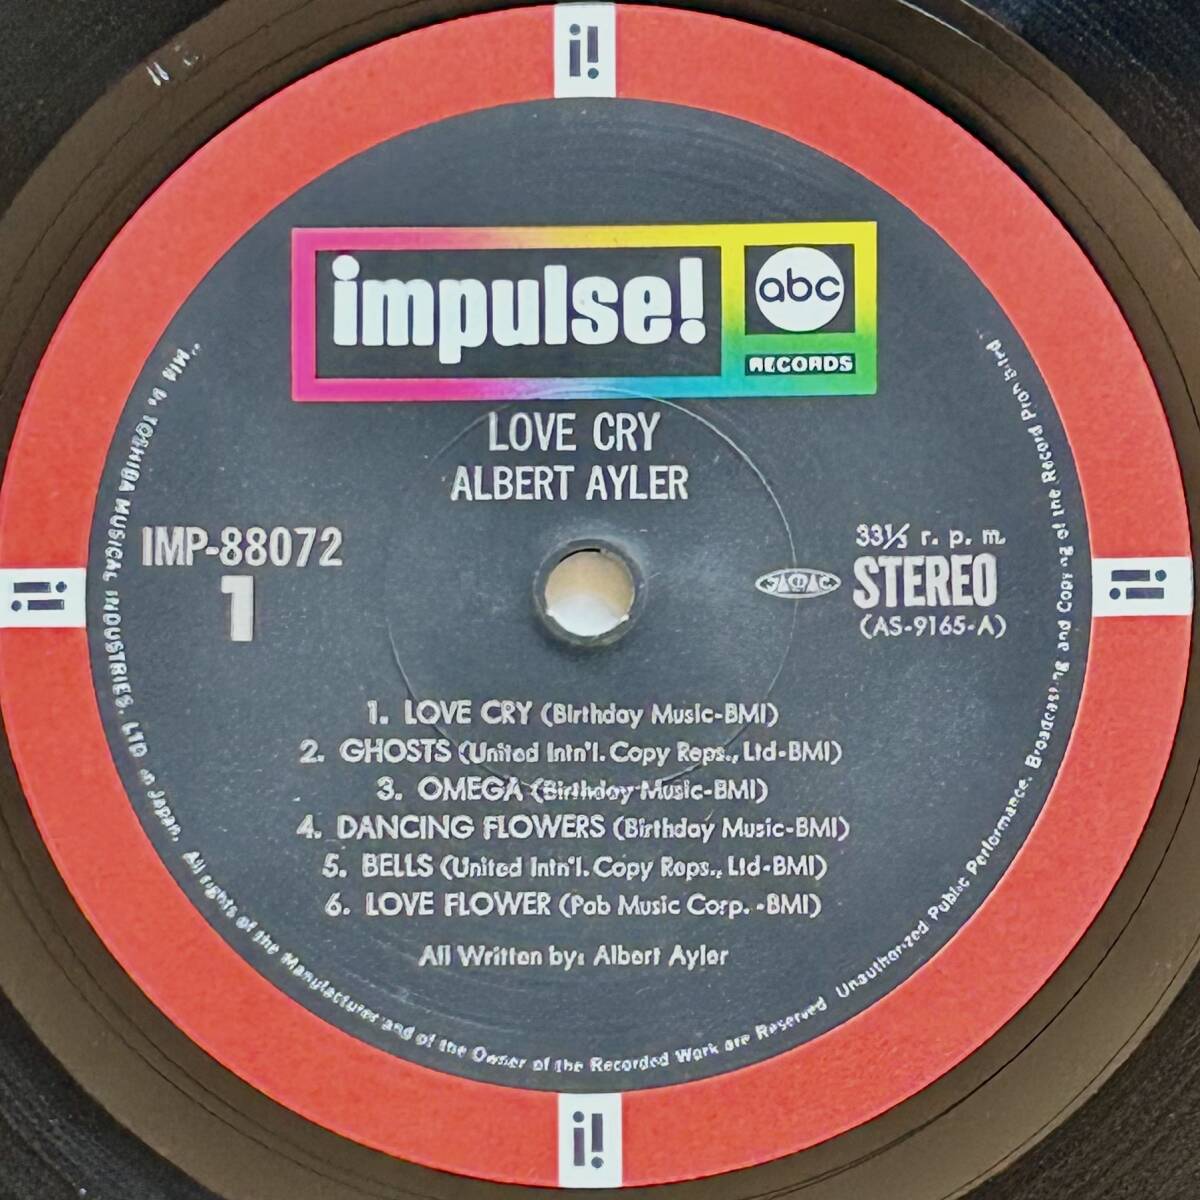 i!
impulse!
abc
RECORDS
LOVE CRY
ALBERT AYLER
IMP-88072
1
33⅓ r. p. m.
JASRAC
STEREO
(AS-9165-A)
i!
i!
1. LOVE CRY (Birthday Music-BMI)
2. GHOSTS (United Intn'l. Copy Reps., Ltd-BMI)
3. OMEGA (Birthday Music-BMI)
4. DANCING FLOWERS (Birthday Music-BMI)
5. BELLS (United Intn'l. Copy Reps., Ltd-BMI)
6. LOVE FLOWER (Pab Music Corp. -BMI)
All Written by: Albert Ayler
Mfd. by TOSHIBA MUSICAL INDUSTRIES, LTD. in Japan. All rights of the Manufacturer and of the Owner of the Recorded Work are Reserved Unauthorized Public Performance. Broadcasting and Copying of the Record Prohibited
i!